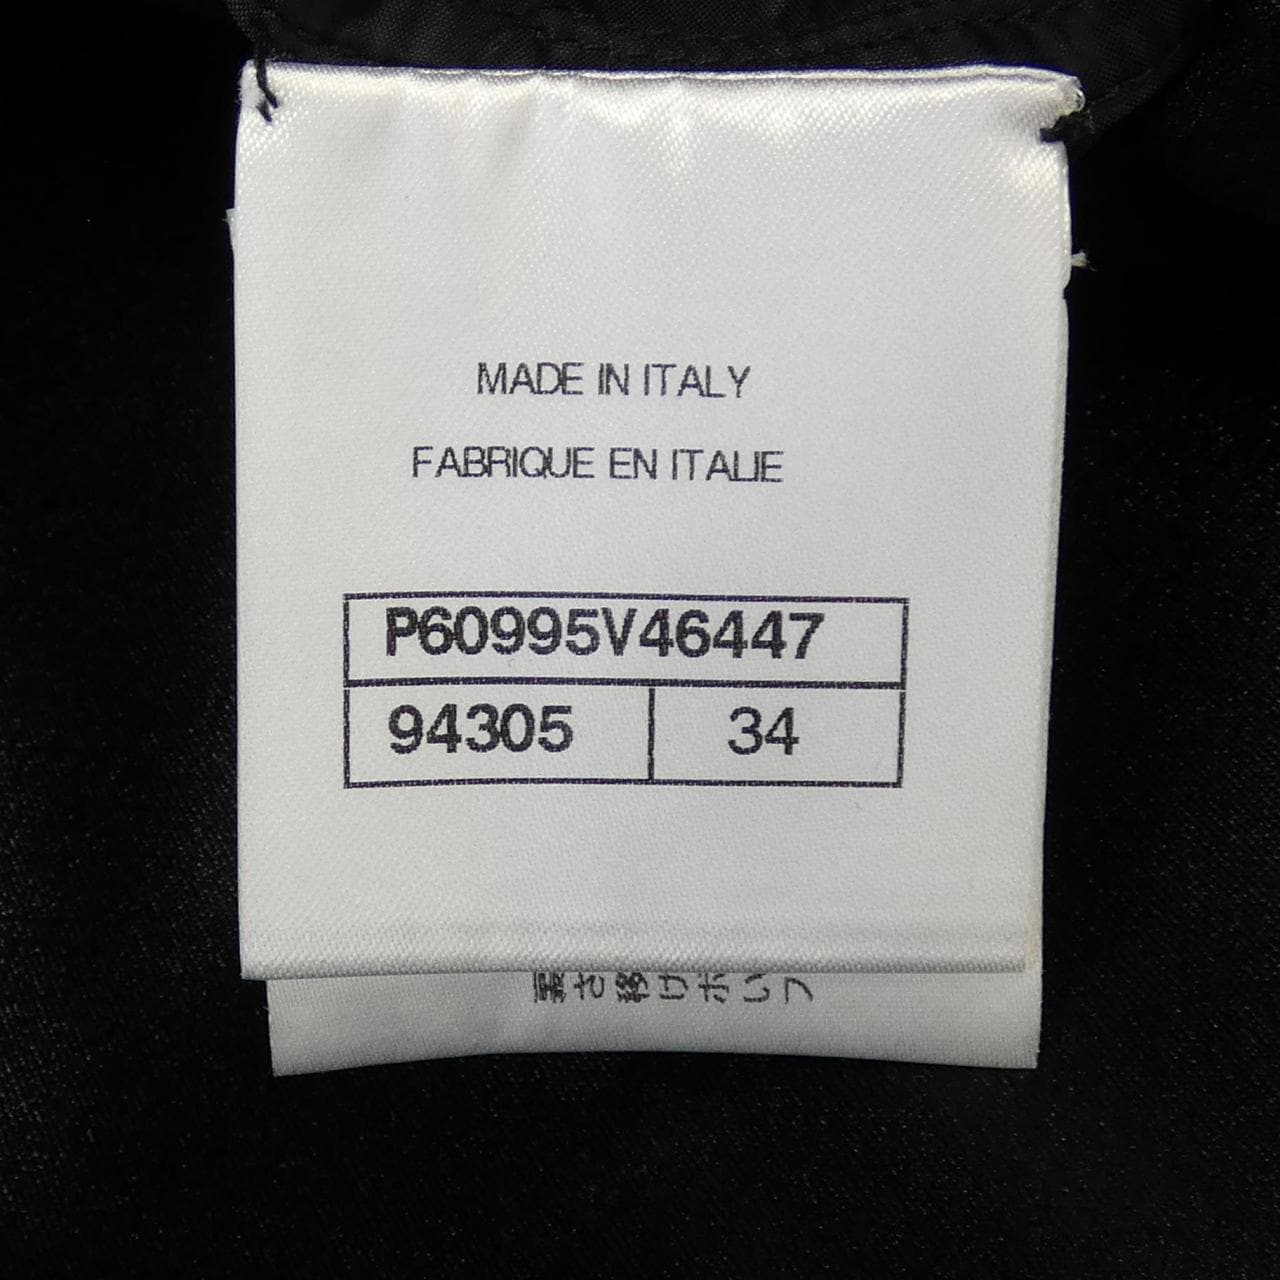 MADE IN ITALY
FABRIQUE EN ITALIE
P60995V46447
94305 34